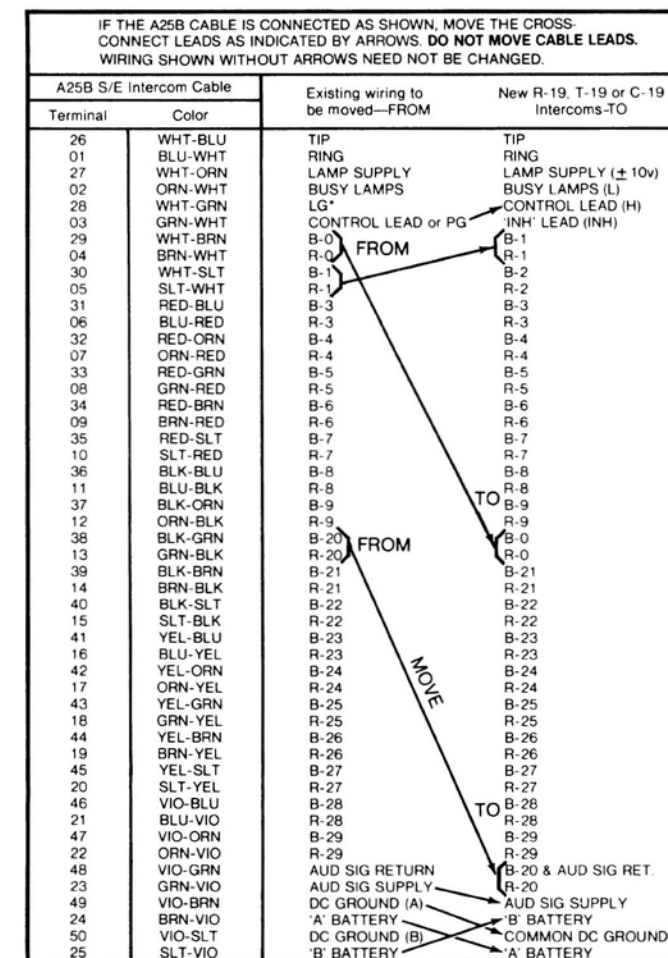 IF THE A25B CABLE IS CONNECTED AS SHOWN, MOVE THE CROSS-
CONNECT LEADS AS INDICATED BY ARROWS. DO NOT MOVE CABLE LEADS.
WIRING SHOWN WITHOUT ARROWS NEED NOT BE CHANGED.
A25B S/E Intercom Cable
Existing wiring to be moved—FROM
New R-19, T-19 or C-19 Intercoms-TO
Terminal Color
26 WHT-BLU TIP TIP
01 BLU-WHT RING RING
27 WHT-ORN LAMP SUPPLY LAMP SUPPLY (± 10v)
02 ORN-WHT BUSY LAMPS BUSY LAMPS (L)
28 WHT-GRN LG* CONTROL LEAD (H)
03 GRN-WHT CONTROL LEAD or PG 'INH' LEAD (INH)
29 WHT-BRN B-0 FROM B-1
04 BRN-WHT R-0 R-1
30 WHT-SLT B-1 B-2
05 SLT-WHT R-1 R-2
31 RED-BLU B-3 B-3
06 BLU-RED R-3 R-3
32 RED-ORN B-4 B-4
07 ORN-RED R-4 R-4
33 RED-GRN B-5 B-5
08 GRN-RED R-5 R-5
34 RED-BRN B-6 B-6
09 BRN-RED R-6 R-6
35 RED-SLT B-7 B-7
10 SLT-RED R-7 R-7
36 BLK-BLU B-8 B-8
11 BLU-BLK R-8 R-8
37 BLK-ORN B-9 TO B-9
12 ORN-BLK R-9 R-9
38 BLK-GRN B-20 FROM B-0
13 GRN-BLK R-20 R-0
39 BLK-BRN B-21 B-21
14 BRN-BLK R-21 R-21
40 BLK-SLT B-22 B-22
15 SLT-BLK R-22 R-22
41 YEL-BLU B-23 B-23
16 BLU-YEL R-23 R-23
42 YEL-ORN B-24 MOVE B-24
17 ORN-YEL R-24 R-24
43 YEL-GRN B-25 B-25
18 GRN-YEL R-25 R-25
44 YEL-BRN B-26 B-26
19 BRN-YEL R-26 R-26
45 YEL-SLT B-27 B-27
20 SLT-YEL R-27 R-27
46 VIO-BLU B-28 TO B-28
21 BLU-VIO R-28 R-28
47 VIO-ORN B-29 B-29
22 ORN-VIO R-29 R-29
48 VIO-GRN AUD SIG RETURN B-20 & AUD SIG RET.
23 GRN-VIO AUD SIG SUPPLY R-20
49 VIO-BRN DC GROUND (A) AUD SIG SUPPLY
24 BRN-VIO 'A' BATTERY 'B' BATTERY
50 VIO-SLT DC GROUND (B) COMMON DC GROUND
25 SLT-VIO 'B' BATTERY 'A' BATTERY